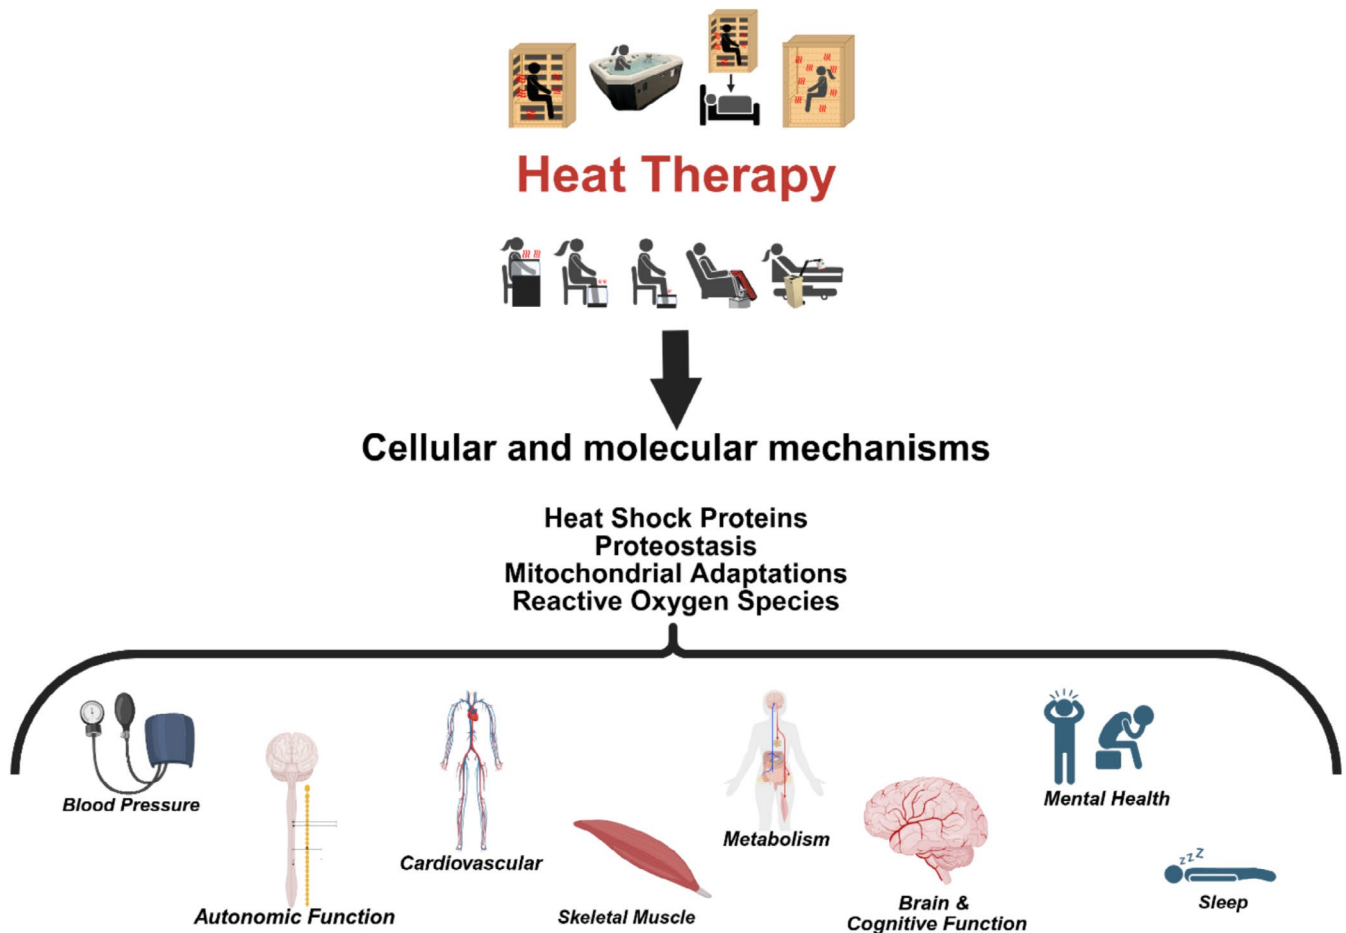 Heat Therapy
Cellular and molecular mechanisms
Heat Shock Proteins
Proteostasis
Mitochondrial Adaptations
Reactive Oxygen Species
Blood Pressure
Autonomic Function
Cardiovascular
Skeletal Muscle
Metabolism
Brain &
Cognitive Function
Mental Health
zzz
Sleep